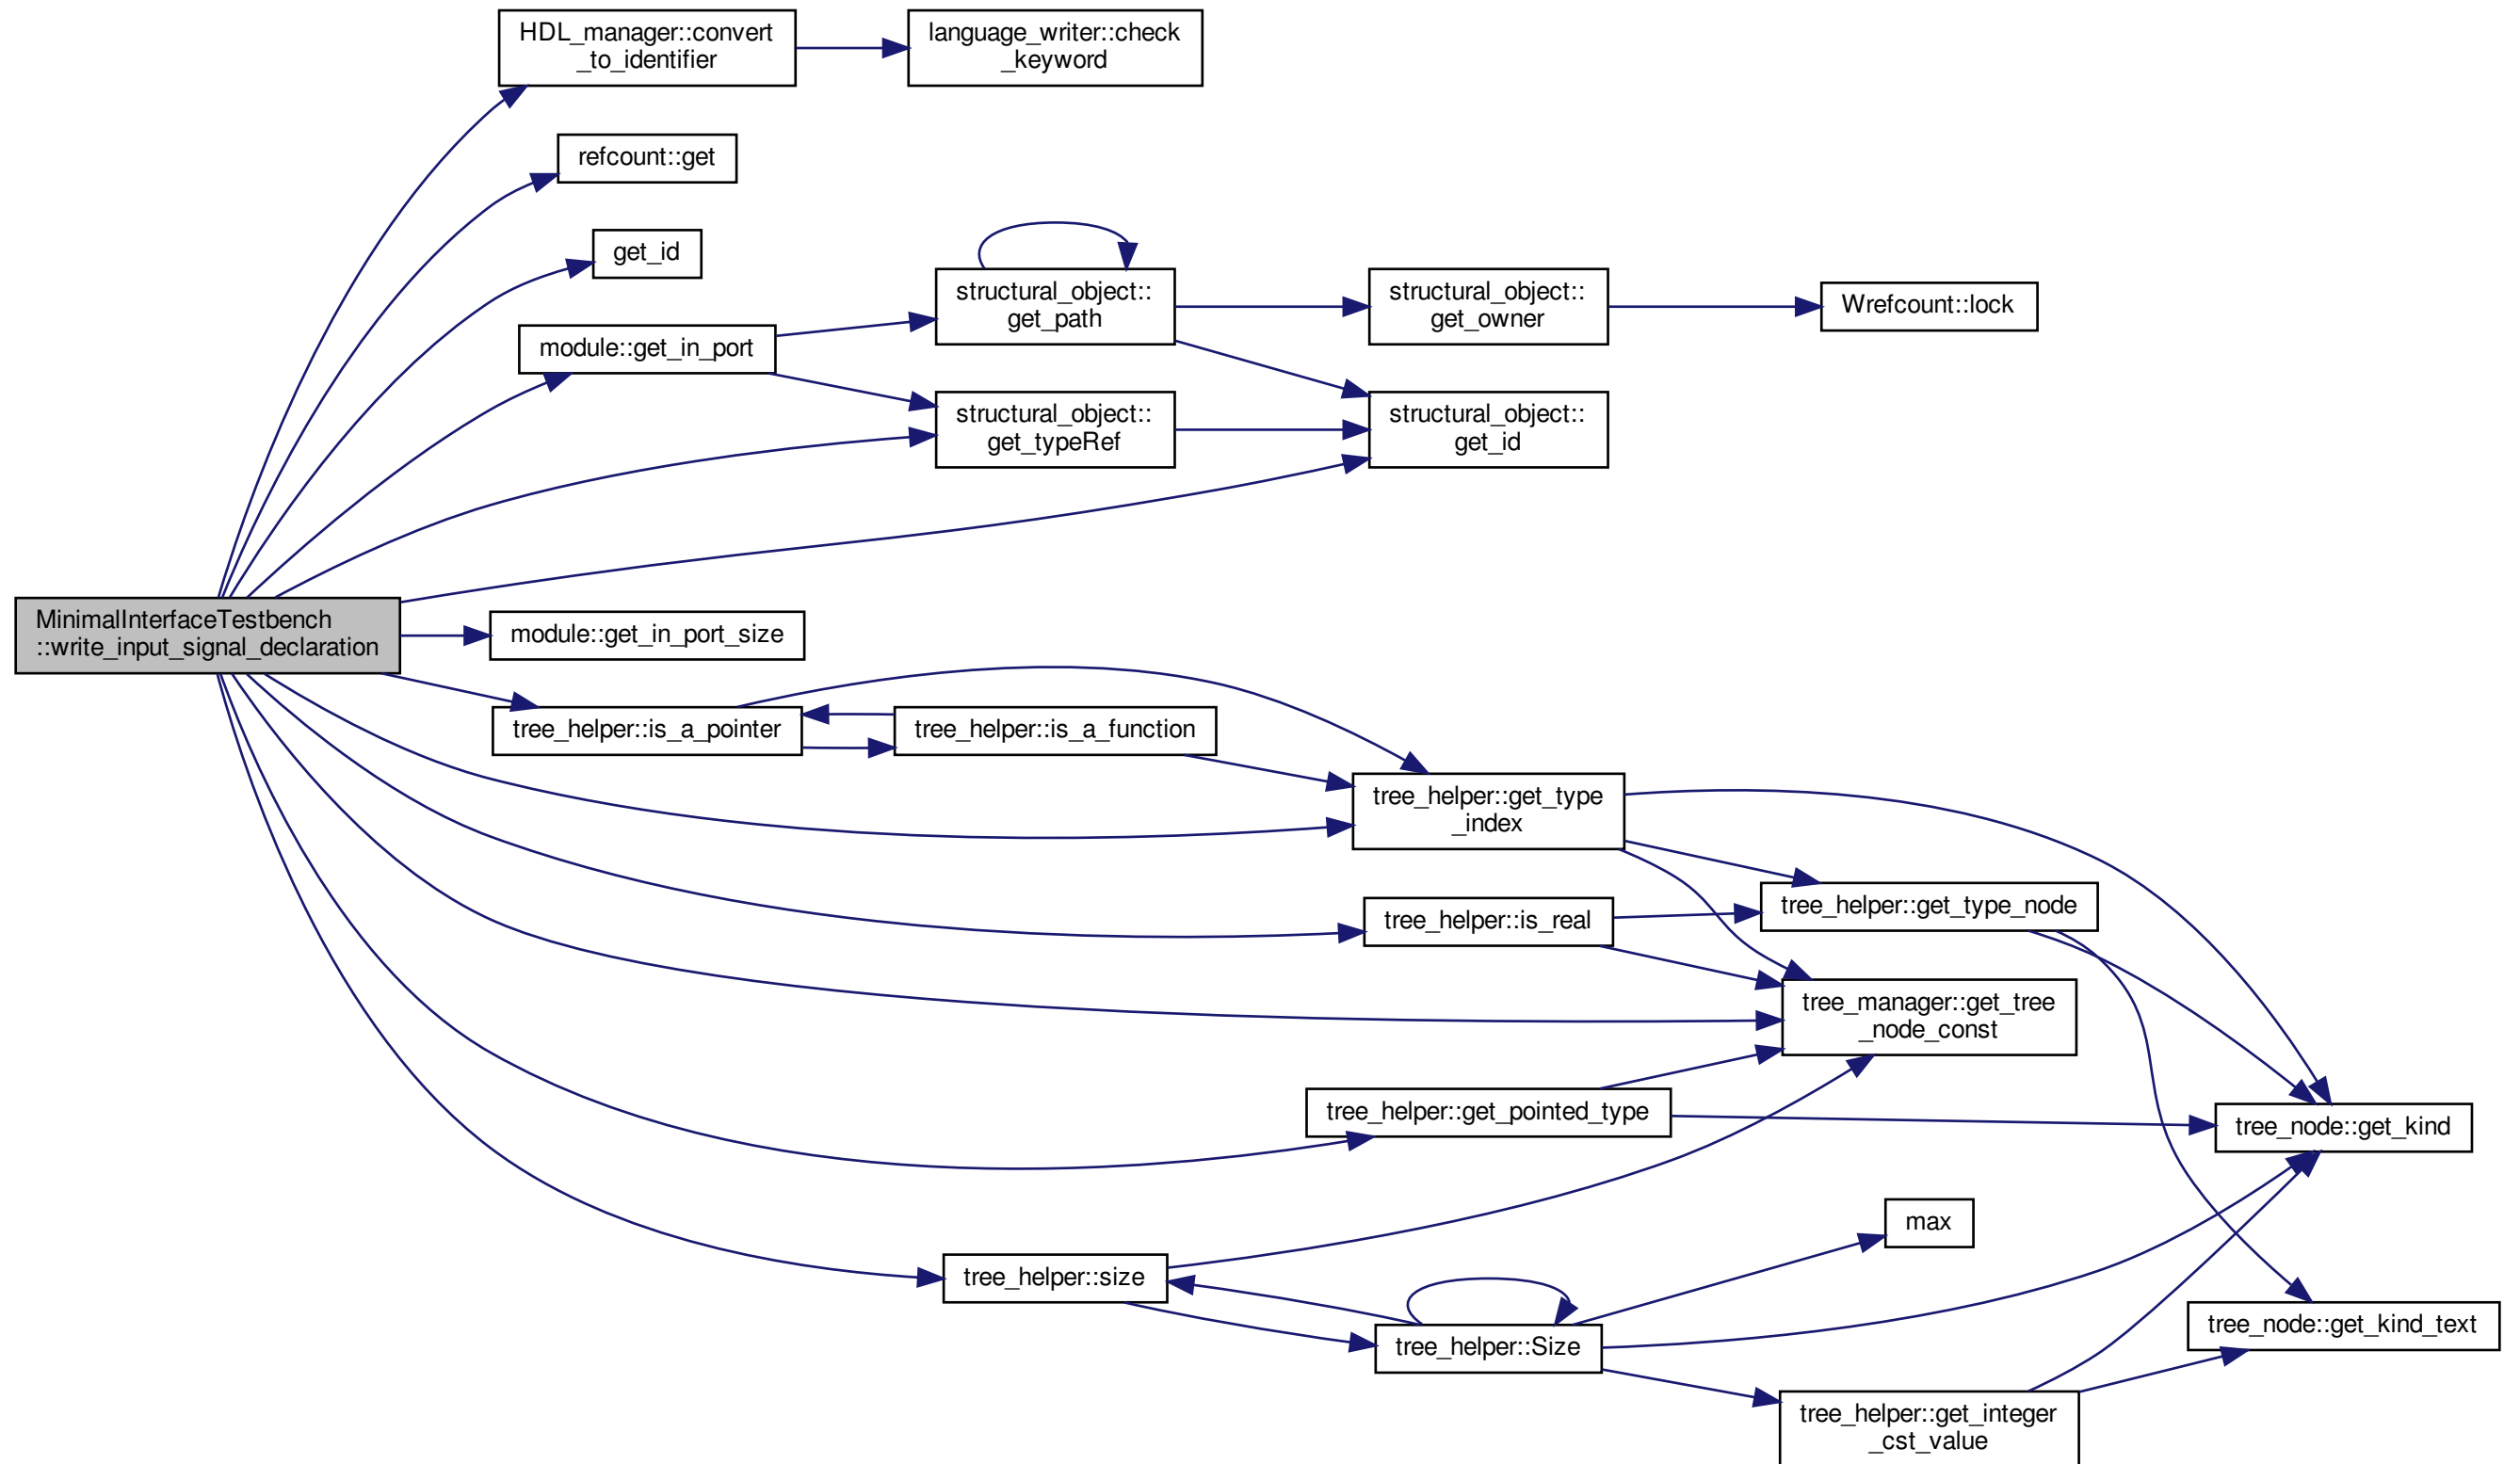 HDL_manager::convert
_to_identifier
language_writer::check
_keyword
refcount::get
get_id
structural_object::
get_path
structural_object::
get_owner
Wrefcount::lock
module::get_in_port
structural_object::
get_typeRef
structural_object::
get_id
MinimalInterfaceTestbench
::write_input_signal_declaration
module::get_in_port_size
tree_helper::is_a_pointer
tree_helper::is_a_function
tree_helper::get_type
_index
tree_helper::is_real
tree_helper::get_type_node
tree_manager::get_tree
_node_const
tree_helper::get_pointed_type
tree_node::get_kind
max
tree_helper::size
tree_helper::Size
tree_node::get_kind_text
tree_helper::get_integer
_cst_value